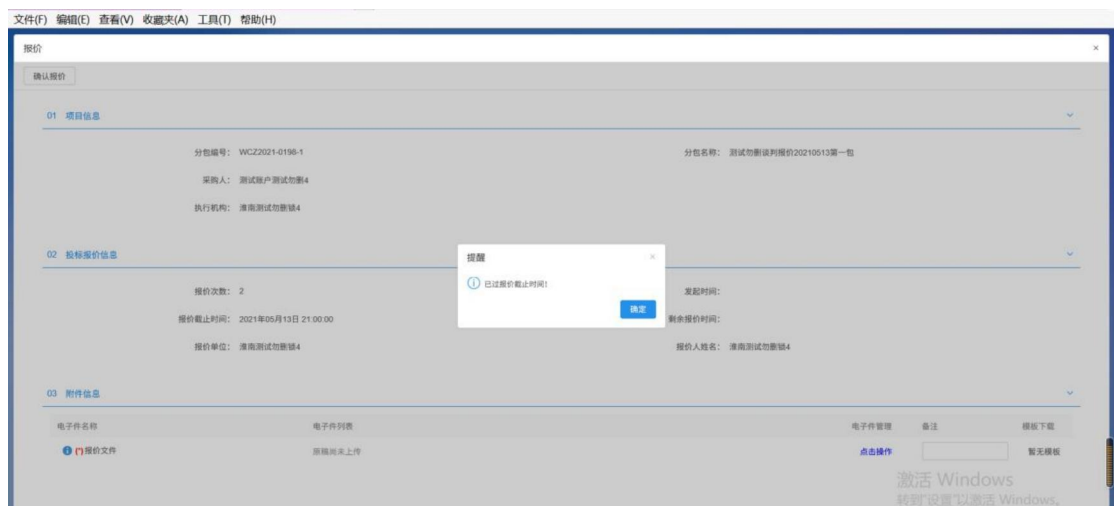 文件(F) 编辑(E) 查看(V) 收藏夹(A) 工具(T) 帮助(H)
报价 ×
确认报价
01 项目信息
分包编号: WCZ2021-0198-1 分包名称: 测试勿删谈判报价20210513第一包
采购人: 测试账户测试勿删4
执行机构: 淮南测试勿删锁4
02 投标报价信息
提醒 ×
已过报价截止时间!
确定
报价次数: 2 发起时间:
报价截止时间: 2021年05月13日 21:00:00 剩余报价时间:
报价单位: 淮南测试勿删锁4 报价人姓名: 淮南测试勿删锁4
03 附件信息
电子件名称 电子件列表 电子件管理 备注 模板下载
(*)报价文件 原稿尚未上传 点击操作 暂无模板
激活 Windows
转到"设置"以激活 Windows。